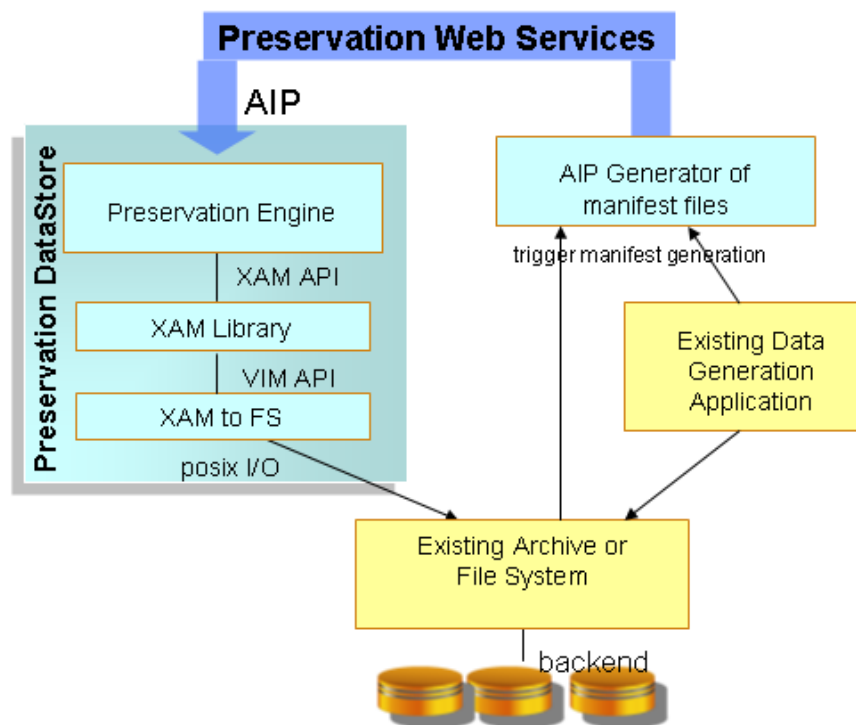 Preservation Web Services
AIP
Preservation DataStore
Preservation Engine
XAM API
XAM Library
VIM API
XAM to FS
posix I/O
AIP Generator of
manifest files
trigger manifest generation
Existing Data
Generation
Application
Existing Archive or
File System
backend